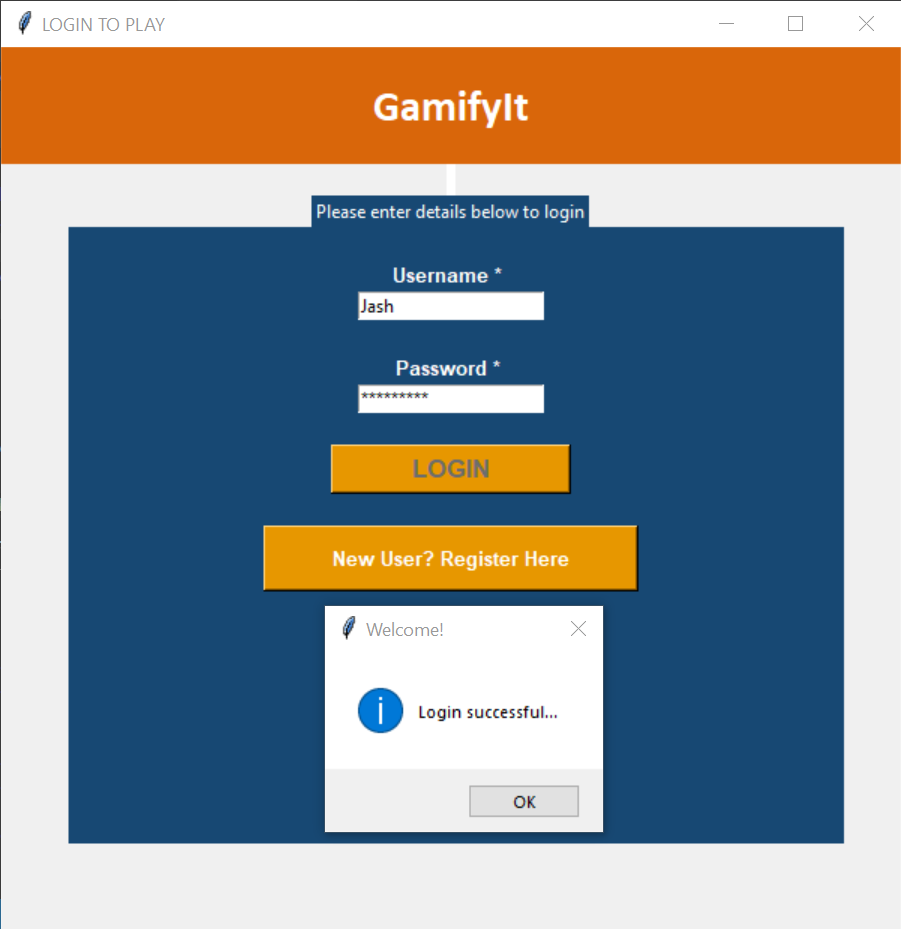 LOGIN TO PLAY
GamifyIt
Please enter details below to login
Username *
Jash
Password *
*********
LOGIN
New User? Register Here
Welcome!
i
Login successful...
OK